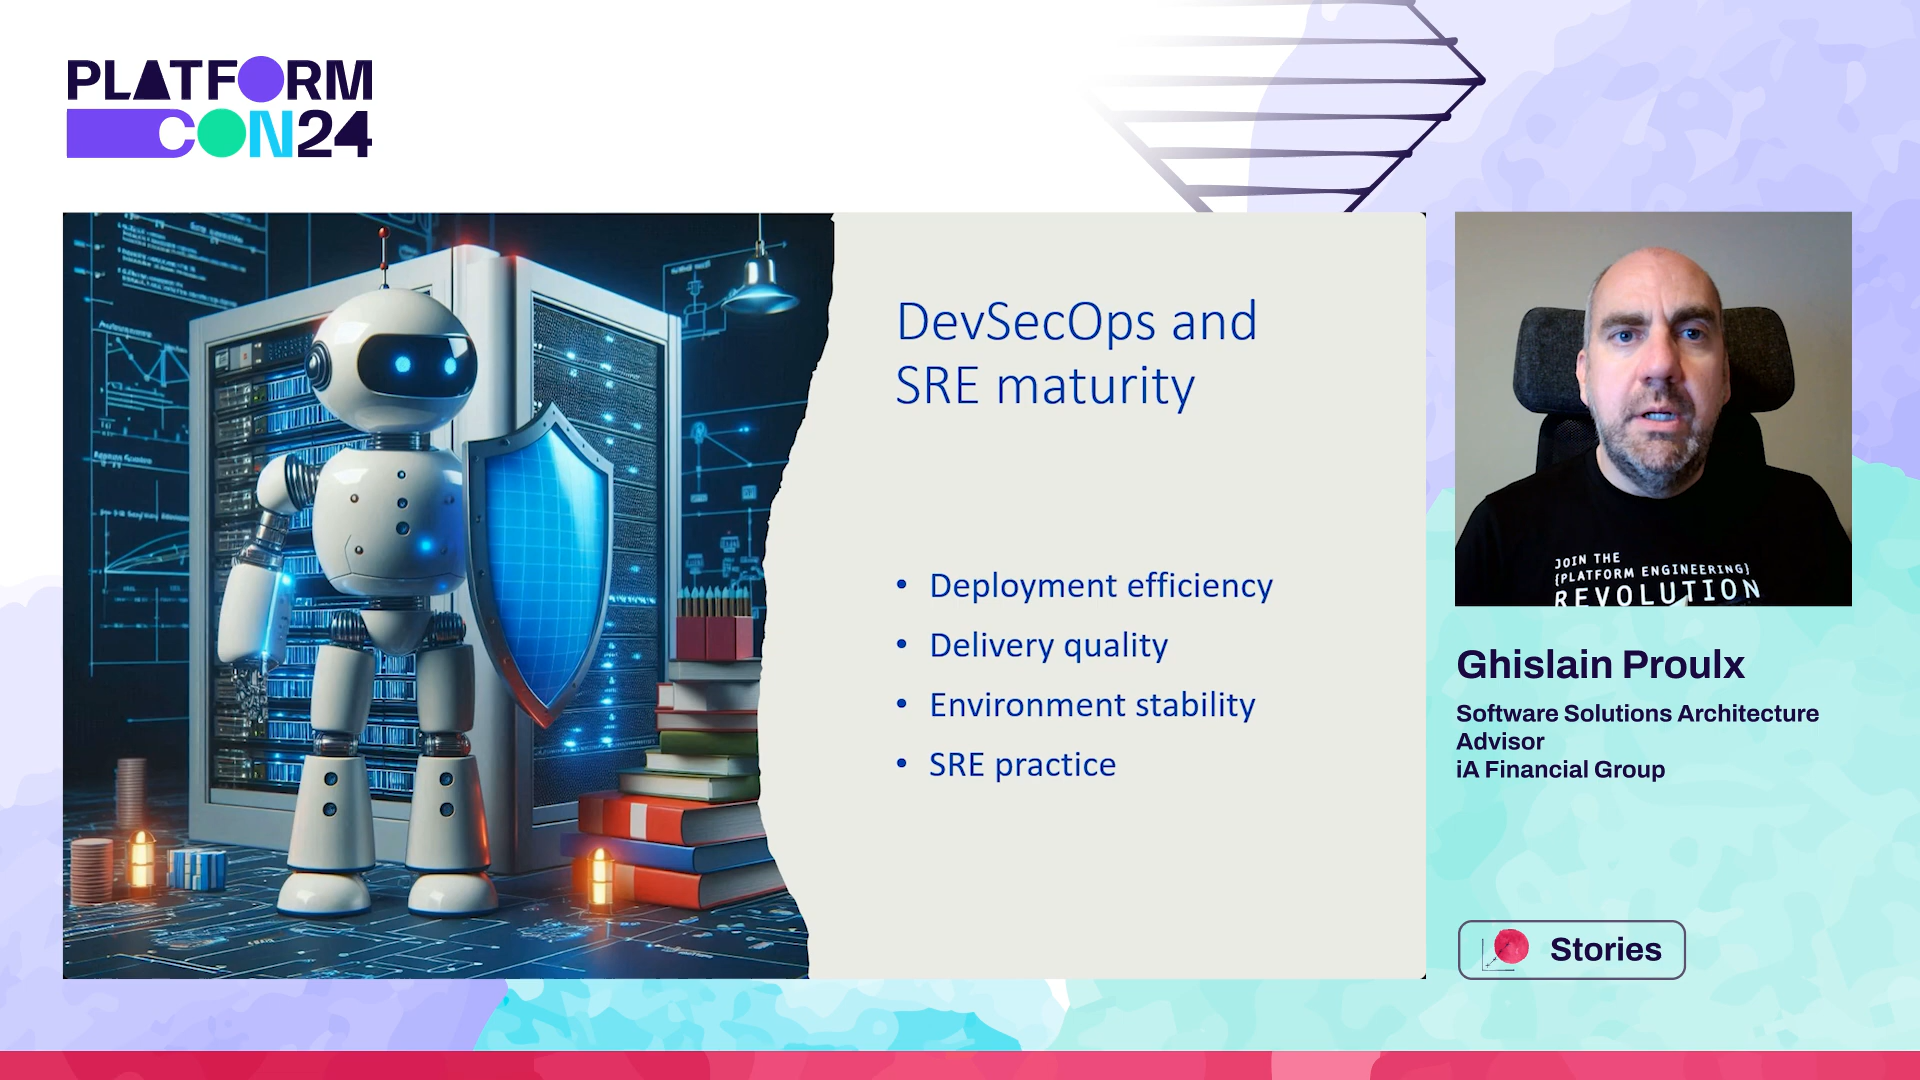 PLATFORM
CON24
DevSecOps and
SRE maturity
• Deployment efficiency
• Delivery quality
• Environment stability
• SRE practice
JOIN THE
{PLATFORM ENGINEERING}
REVOLUTION
Ghislain Proulx
Software Solutions Architecture
Advisor
iA Financial Group
Stories